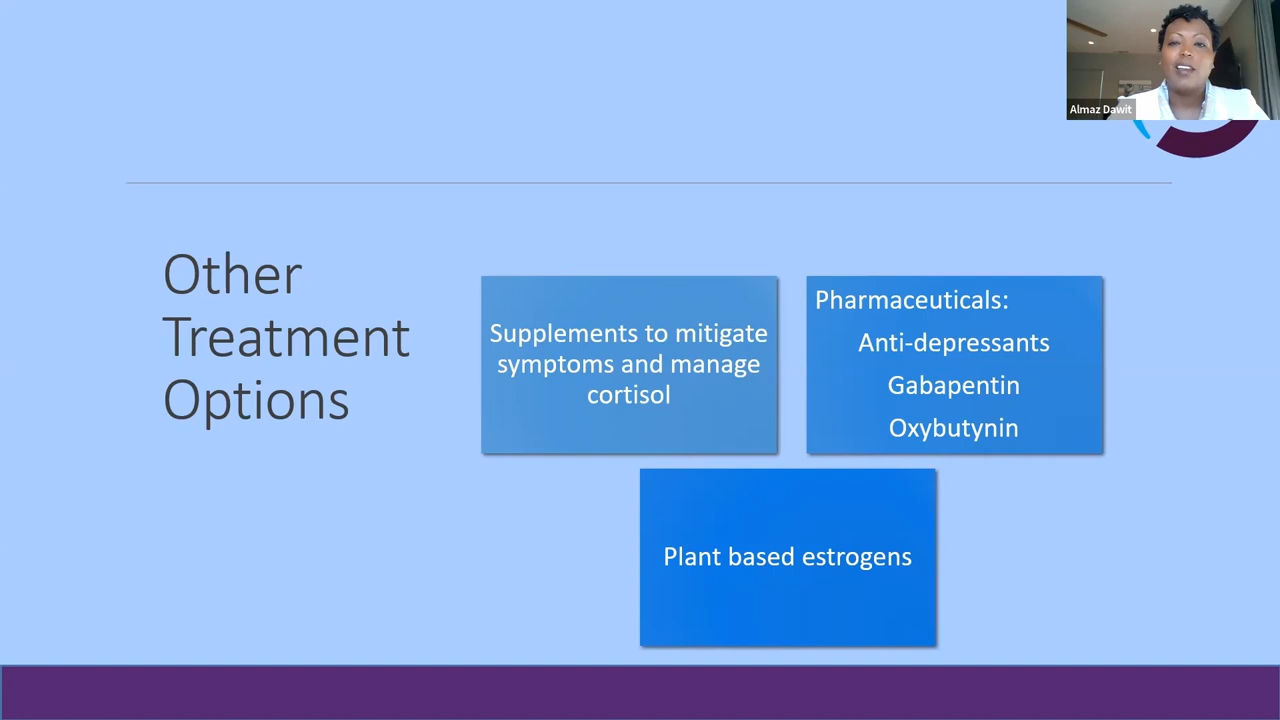 Almaz Dawit
Other
Treatment
Options
Supplements to mitigate
symptoms and manage
cortisol
Pharmaceuticals:
Anti-depressants
Gabapentin
Oxybutynin
Plant based estrogens